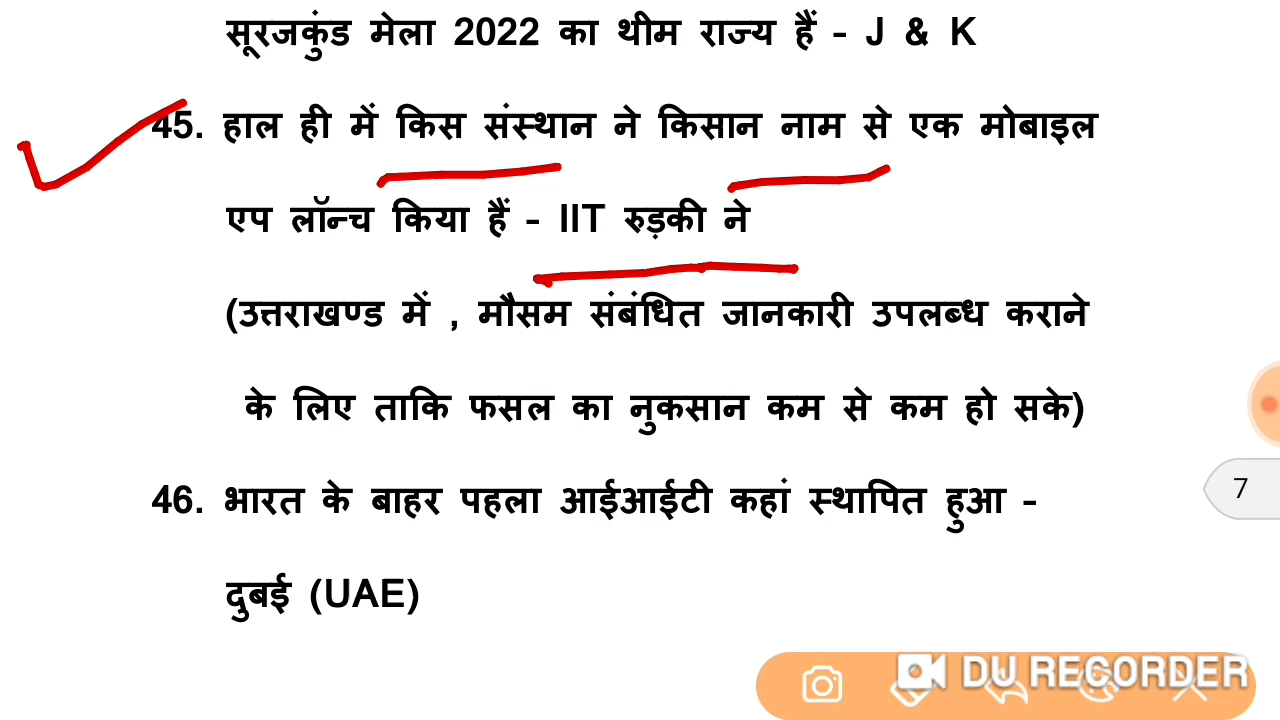 सूरजकुंड मेला 2022 का थीम राज्य हैं - J & K
45. हाल ही में किस संस्थान ने किसान नाम से एक मोबाइल
एप लॉन्च किया हैं - IIT रुड़की ने
(उत्तराखण्ड में , मौसम संबंधित जानकारी उपलब्ध कराने
के लिए ताकि फसल का नुकसान कम से कम हो सके)
46. भारत के बाहर पहला आईआईटी कहां स्थापित हुआ -
7
दुबई (UAE)
DU RECORDER